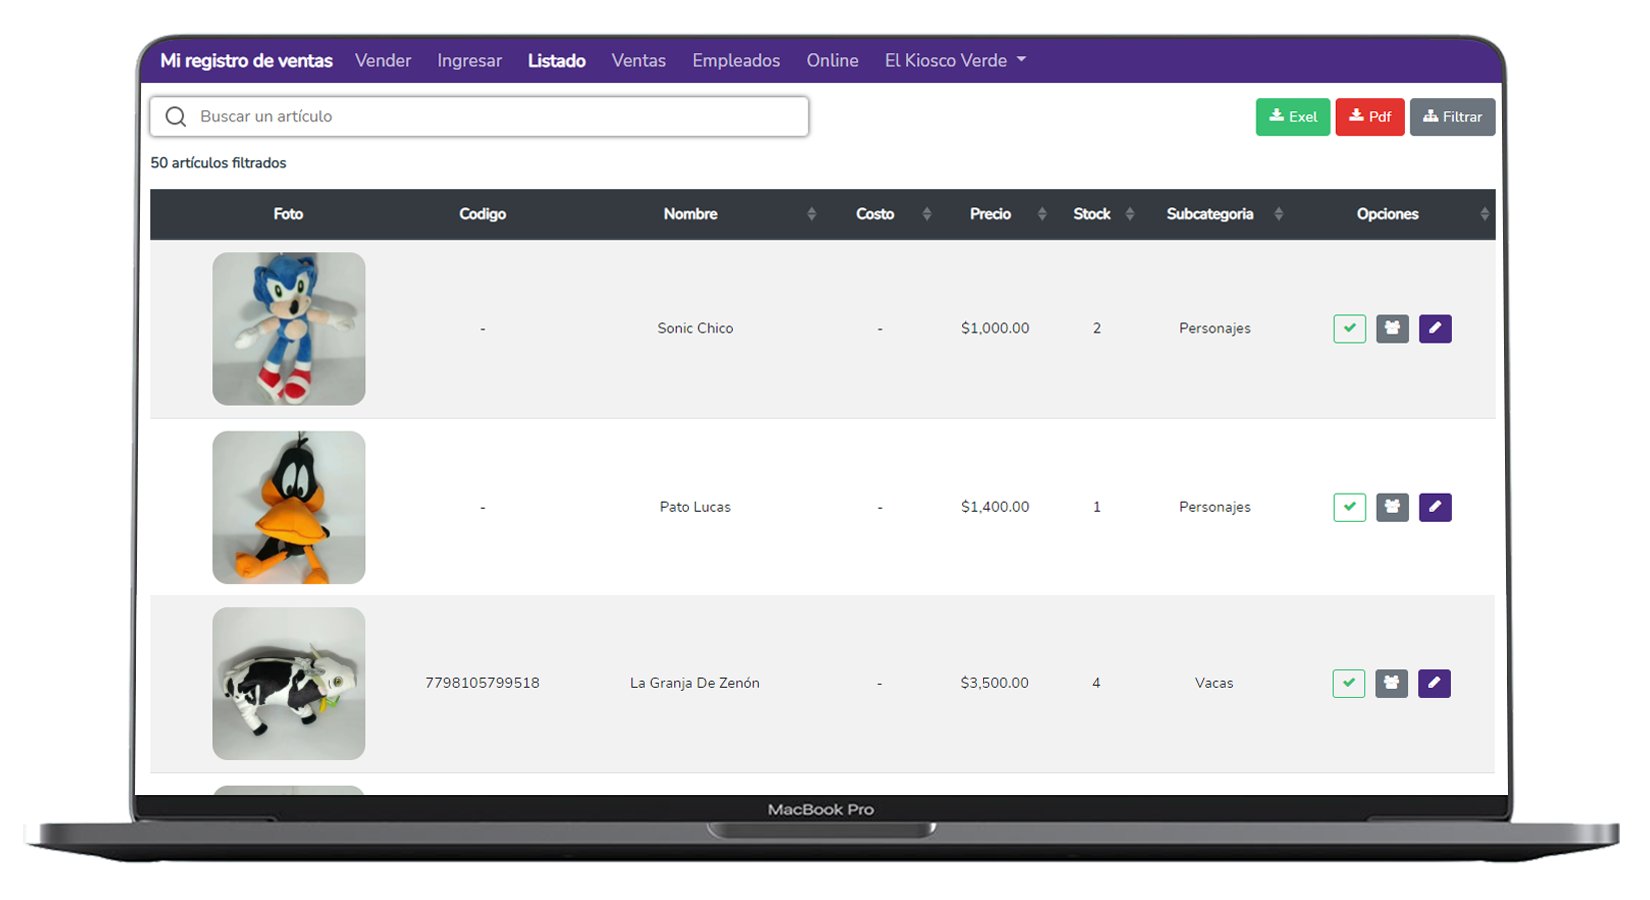 Mi registro de ventas Vender Ingresar Listado Ventas Empleados Online El Kiosco Verde
Buscar un artículo Exel Pdf Filtrar
50 artículos filtrados
Foto Codigo Nombre Costo Precio Stock Subcategoria Opciones
- Sonic Chico - $1,000.00 2 Personajes
- Pato Lucas - $1,400.00 1 Personajes
7798105799518 La Granja De Zenón - $3,500.00 4 Vacas
MacBook Pro